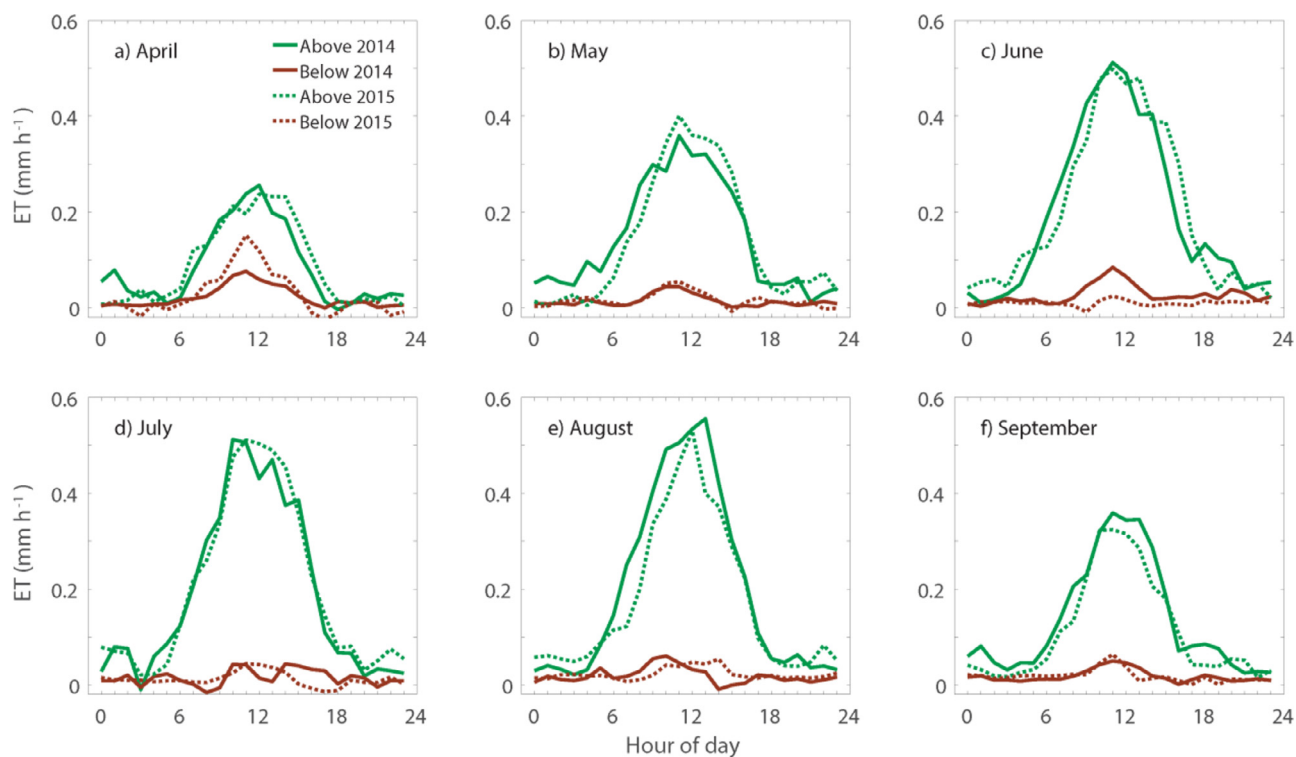 0.6
0.4
0.2
0
ET (mm h⁻¹)
a) April
Above 2014
Below 2014
Above 2015
Below 2015
0 6 12 18 24
0.6
0.4
0.2
0
b) May
0 6 12 18 24
0.6
0.4
0.2
0
c) June
0 6 12 18 24
0.6
0.4
0.2
0
ET (mm h⁻¹)
d) July
0 6 12 18 24
0.6
0.4
0.2
0
e) August
0 6 12 18 24
Hour of day
0.6
0.4
0.2
0
f) September
0 6 12 18 24